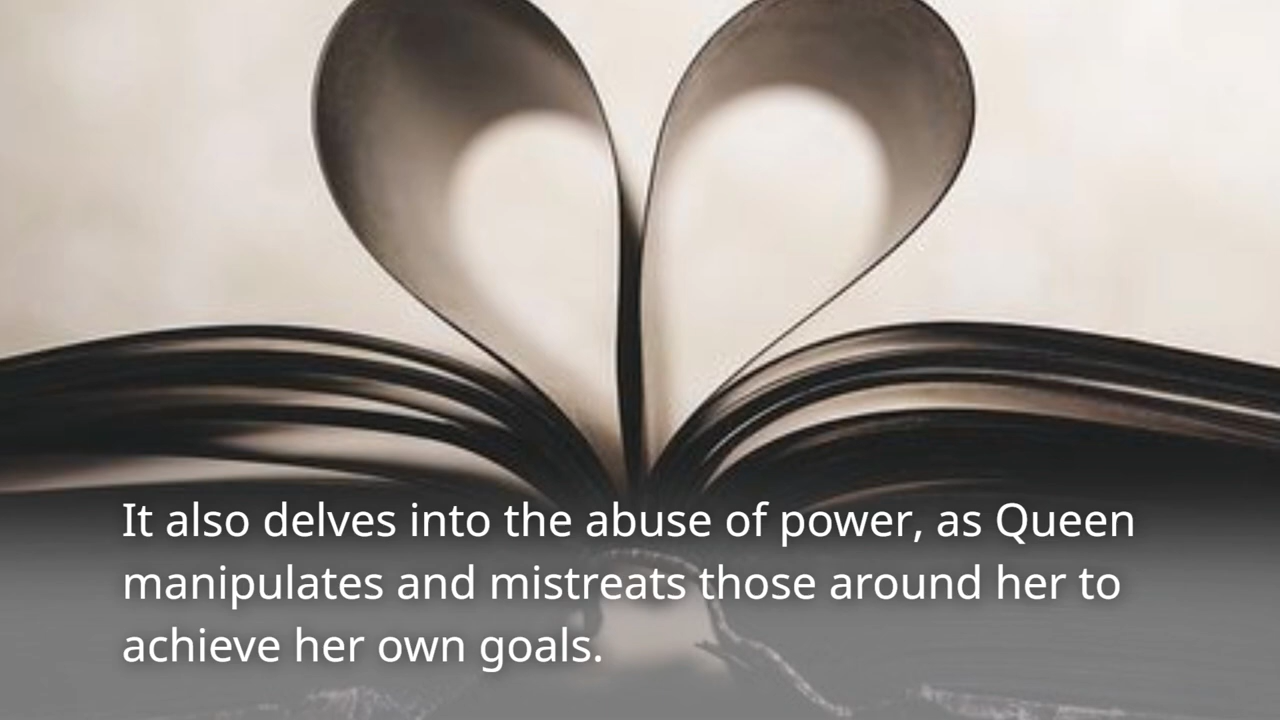 It also delves into the abuse of power, as Queen
manipulates and mistreats those around her to
achieve her own goals.